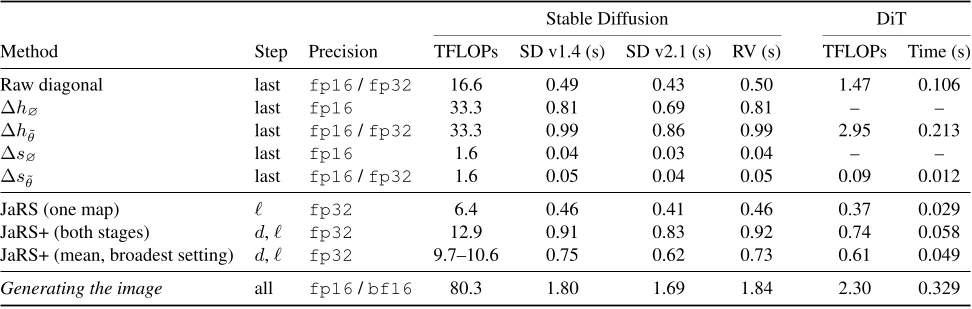 Stable Diffusion DiT
Method Step Precision TFLOPs SD v1.4 (s) SD v2.1 (s) RV (s) TFLOPs Time (s)
Raw diagonal last fp16 / fp32 16.6 0.49 0.43 0.50 1.47 0.106
Δh∅ last fp16 33.3 0.81 0.69 0.81 – –
Δhθ̃ last fp16 / fp32 33.3 0.99 0.86 0.99 2.95 0.213
Δs∅ last fp16 1.6 0.04 0.03 0.04 – –
Δsθ̃ last fp16 / fp32 1.6 0.05 0.04 0.05 0.09 0.012
JaRS (one map) ℓ fp32 6.4 0.46 0.41 0.46 0.37 0.029
JaRS+ (both stages) d, ℓ fp32 12.9 0.91 0.83 0.92 0.74 0.058
JaRS+ (mean, broadest setting) d, ℓ fp32 9.7–10.6 0.75 0.62 0.73 0.61 0.049
Generating the image all fp16 / bf16 80.3 1.80 1.69 1.84 2.30 0.329